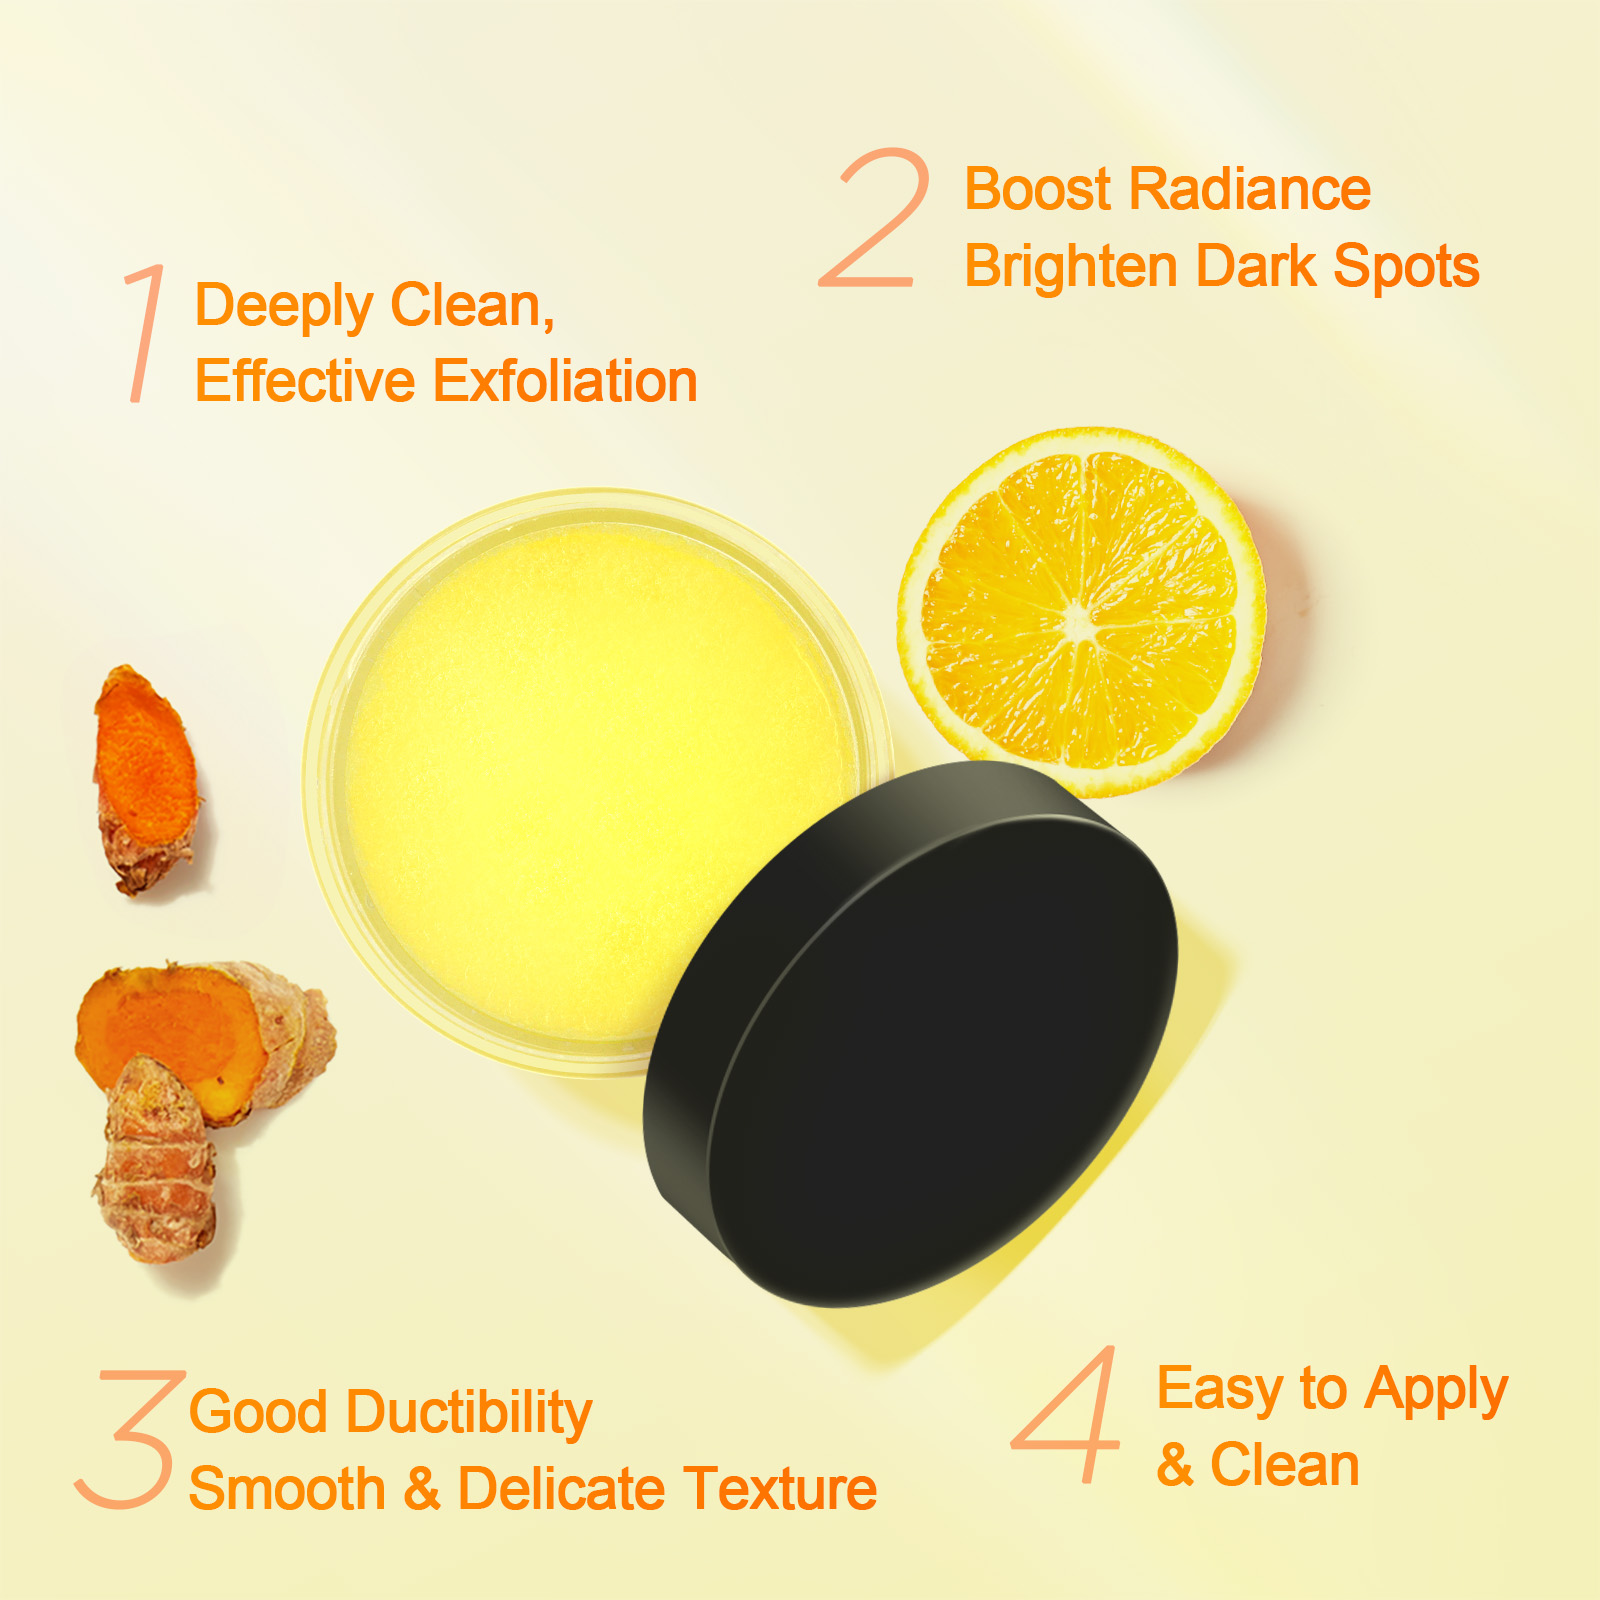 1
Deeply Clean,
Effective Exfoliation
2
Boost Radiance
Brighten Dark Spots
3
Good Ductibility
Smooth & Delicate Texture
4
Easy to Apply
& Clean